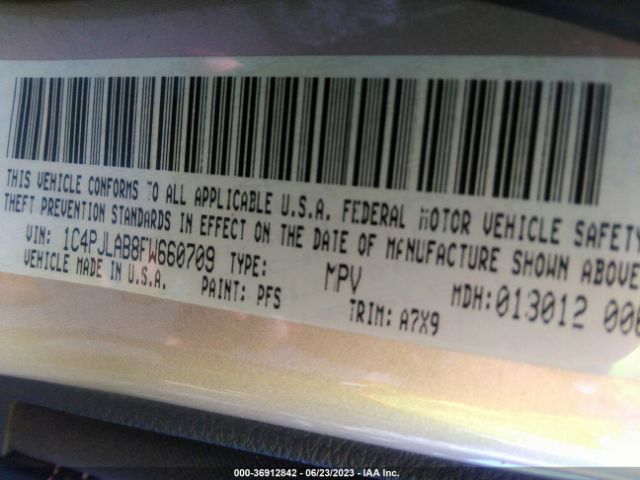 THIS VEHICLE CONFORMS TO ALL APPLICABLE U.S.A. FEDERAL MOTOR VEHICLE SAFETY
THEFT PREVENTION STANDARDS IN EFFECT ON THE DATE OF MANUFACTURE SHOWN ABOVE
VIN: 1C4PJLAB8FW660709 TYPE: MPV MDH:013012 006
VEHICLE MADE IN U.S.A. PAINT: PFS TRIM: A7X9
000-36912842 - 06/23/2023 - IAA Inc.